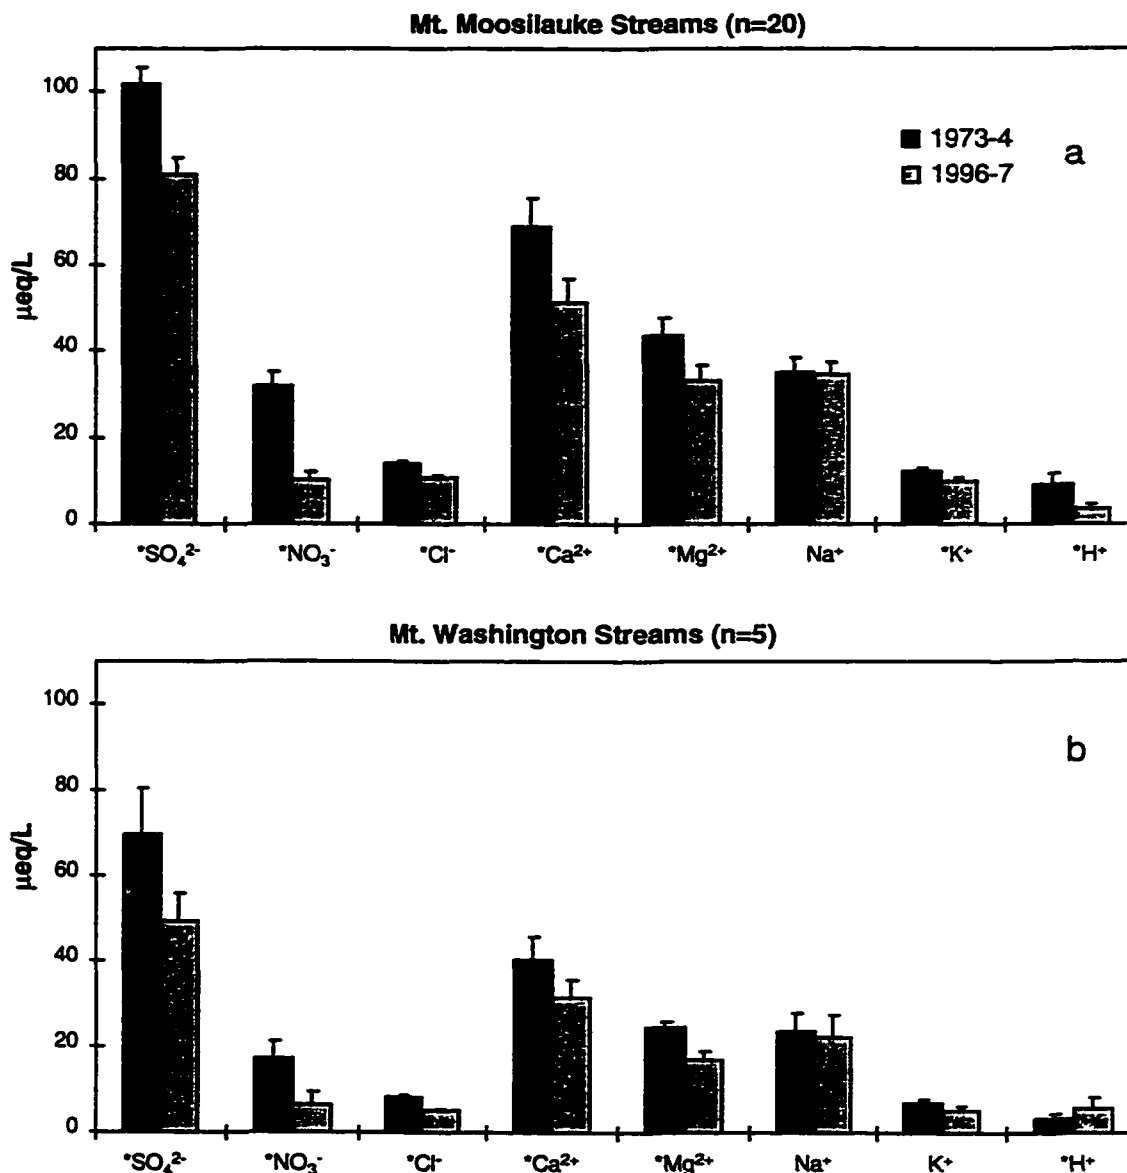 Mt. Moosilauke Streams (n=20)
100
80
60
40
20
0
µeq/L
1973-4
1996-7
a
*SO₄²⁻ *NO₃⁻ *Cl⁻ *Ca²⁺ *Mg²⁺ Na⁺ *K⁺ *H⁺
Mt. Washington Streams (n=5)
100
80
60
40
20
0
µeq/L
b
*SO₄²⁻ *NO₃⁻ *Cl⁻ *Ca²⁺ *Mg²⁺ Na⁺ K⁺ *H⁺